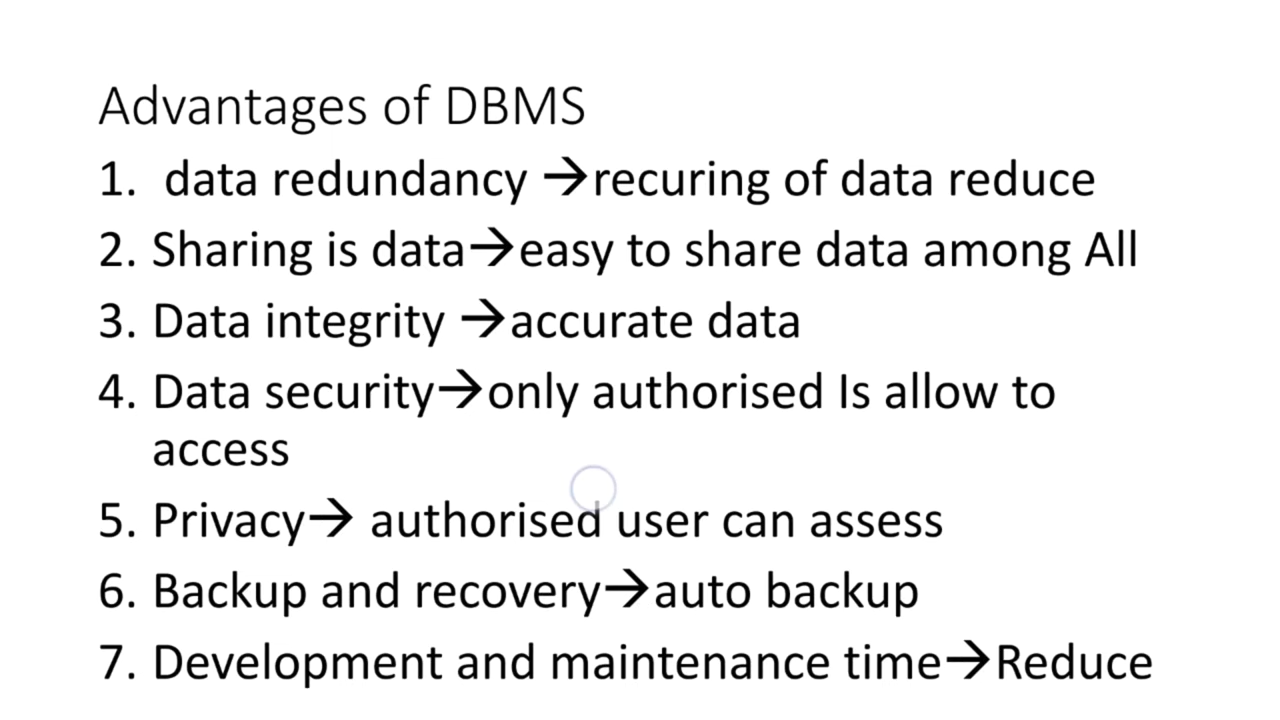 Advantages of DBMS
1. data redundancy →recuring of data reduce
2. Sharing is data→easy to share data among All
3. Data integrity →accurate data
4. Data security→only authorised Is allow to
access
5. Privacy→ authorised user can assess
6. Backup and recovery→auto backup
7. Development and maintenance time→Reduce